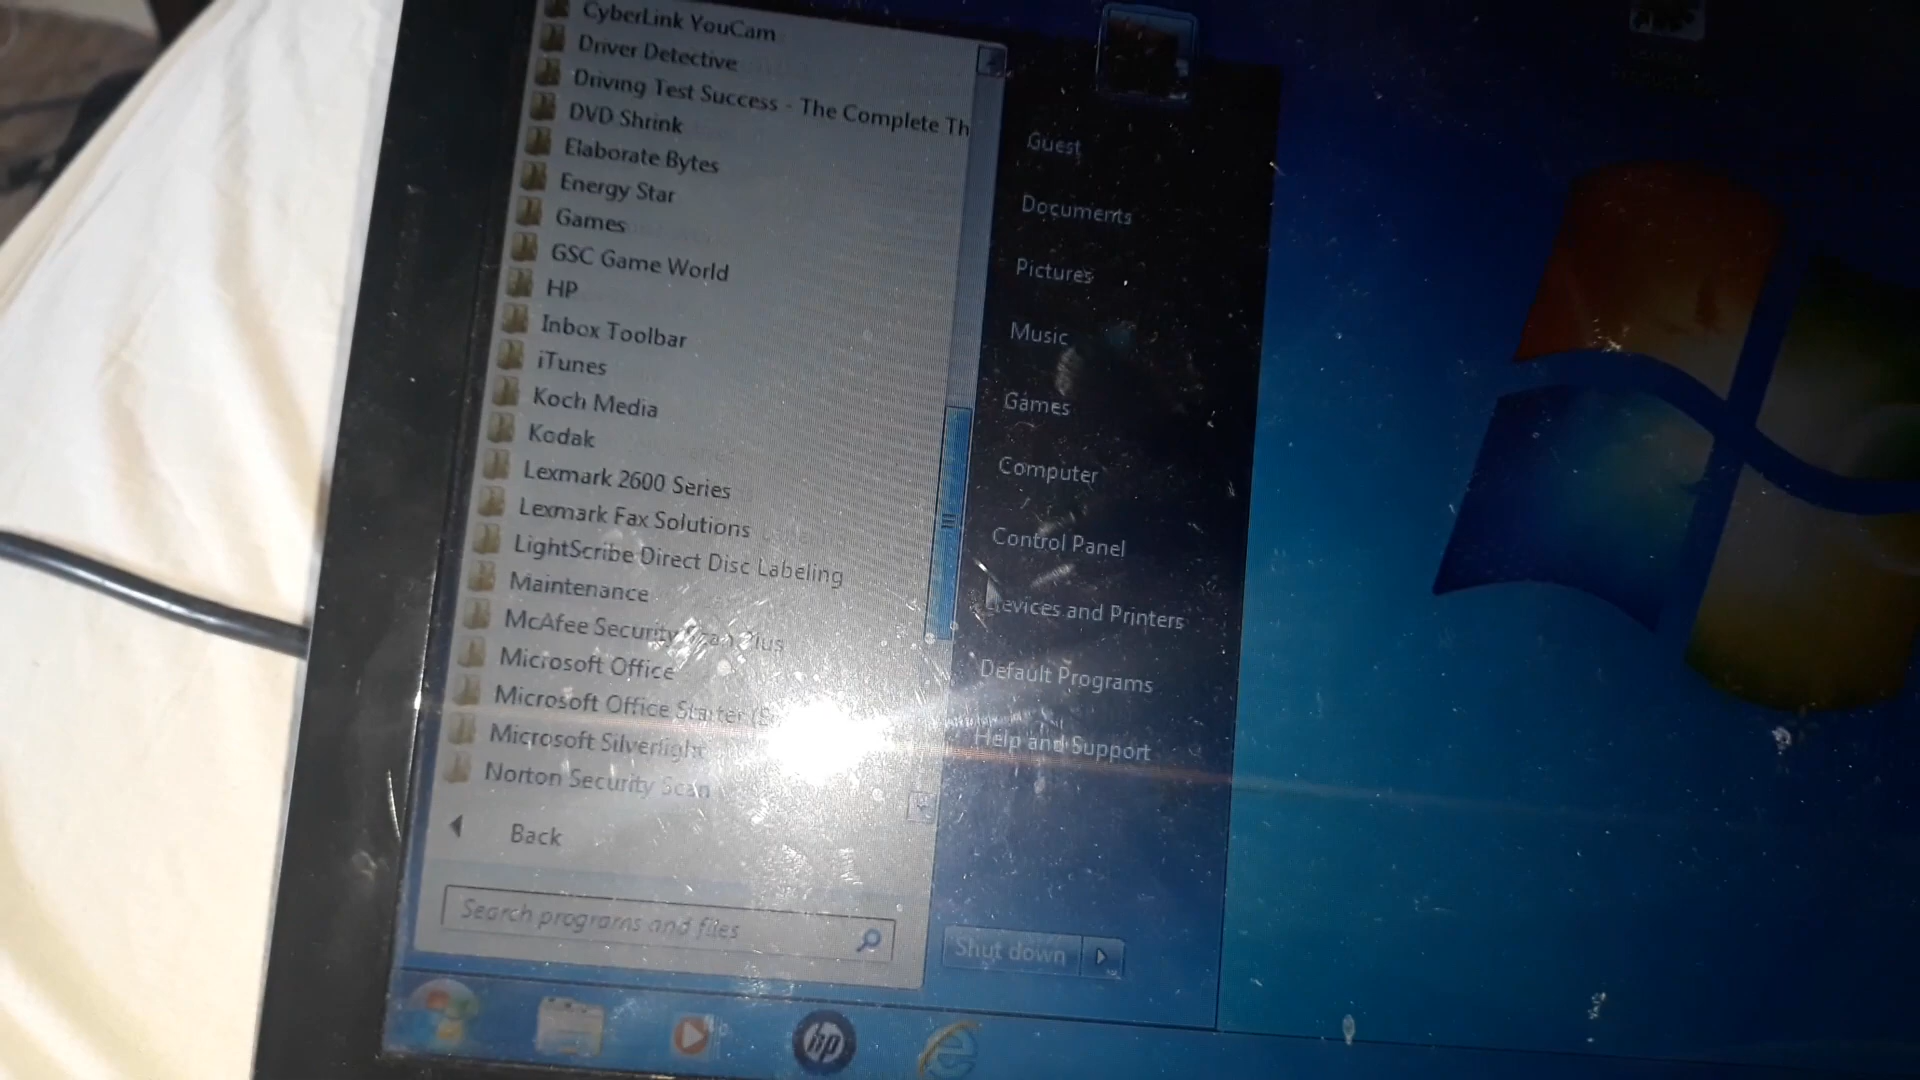 CyberLink YouCam
Driver Detective
Driving Test Success - The Complete Th
DVD Shrink
Elaborate Bytes
Energy Star
Games
GSC Game World
HP
Inbox Toolbar
iTunes
Koch Media
Kodak
Lexmark 2600 Series
Lexmark Fax Solutions
LightScribe Direct Disc Labeling
Maintenance
McAfee Security Scan Plus
Microsoft Office
Microsoft Office Starter
Microsoft Silverlight
Norton Security Scan
Back
Search programs and files
Guest
Documents
Pictures
Music
Games
Computer
Control Panel
Devices and Printers
Default Programs
Help and Support
Shut down
hp